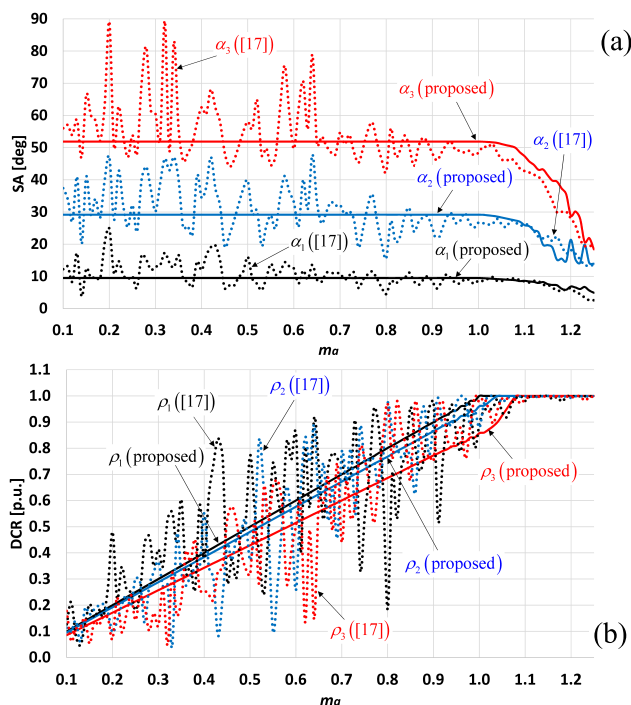 (a)
SA [deg]
90
80
70
60
50
40
30
20
10
0
α3 ([17])
α3 (proposed)
α2 ([17])
α2 (proposed)
α1 ([17])
α1 (proposed)
0.1 0.2 0.3 0.4 0.5 0.6 0.7 0.8 0.9 1.0 1.1 1.2
ma
DCR [p.u.]
1.1
1.0
0.9
0.8
0.7
0.6
0.5
0.4
0.3
0.2
0.1
0.0
ρ1 ([17])
ρ2 ([17])
ρ1 (proposed)
ρ3 (proposed)
ρ2 (proposed)
ρ3 ([17])
(b)
0.1 0.2 0.3 0.4 0.5 0.6 0.7 0.8 0.9 1.0 1.1 1.2
ma